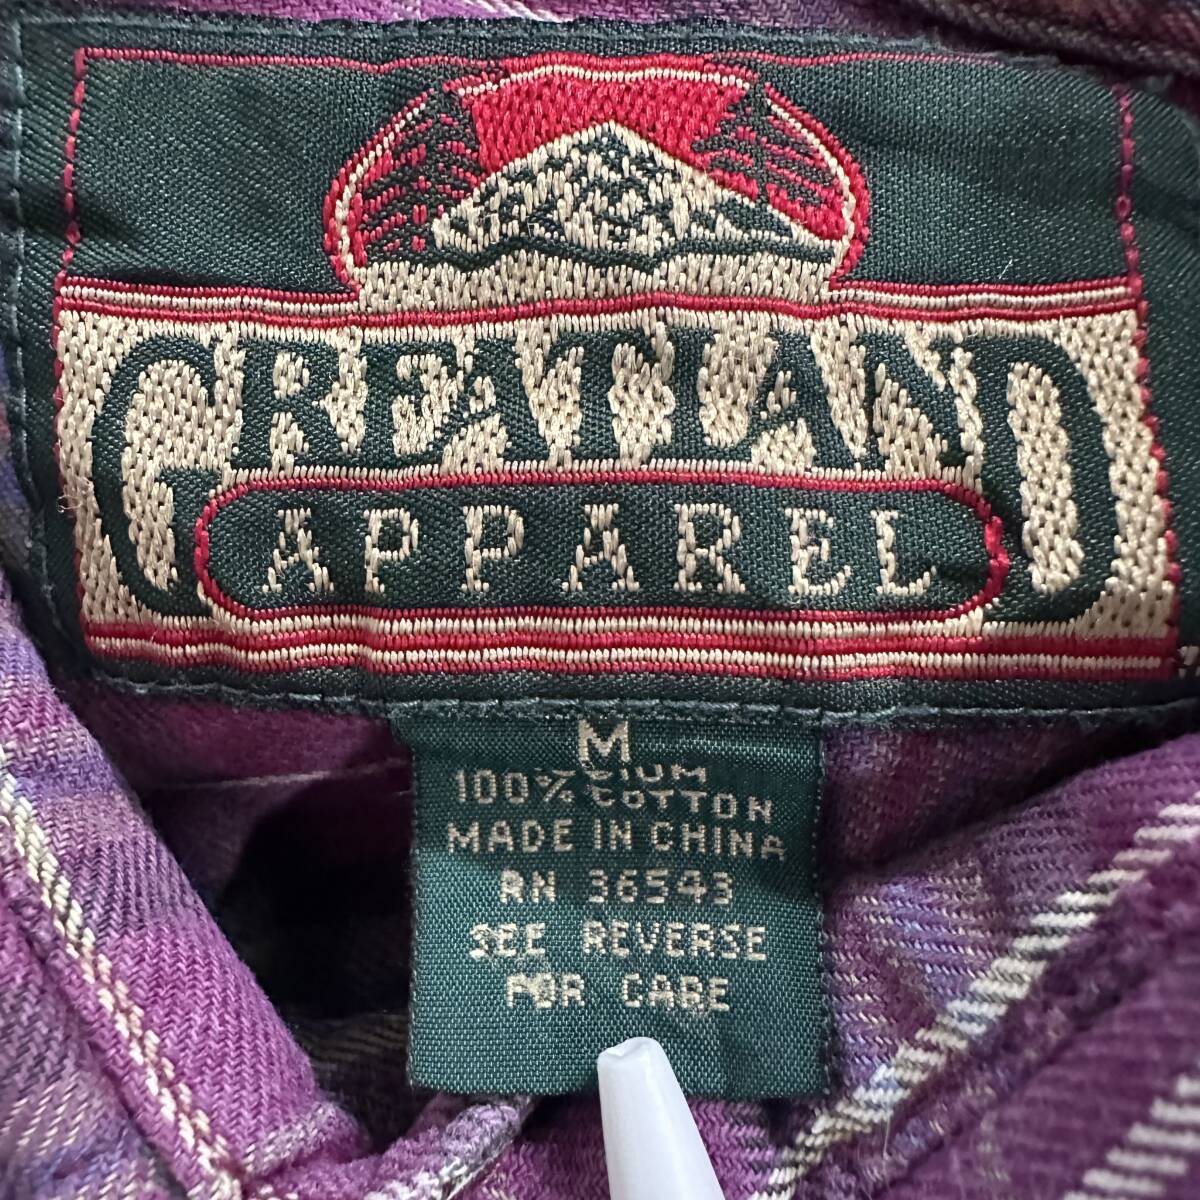 GREATLAND
APPAREL
M
100% COTTON
MADE IN CHINA
RN 36543
SEE REVERSE
FOR CARE